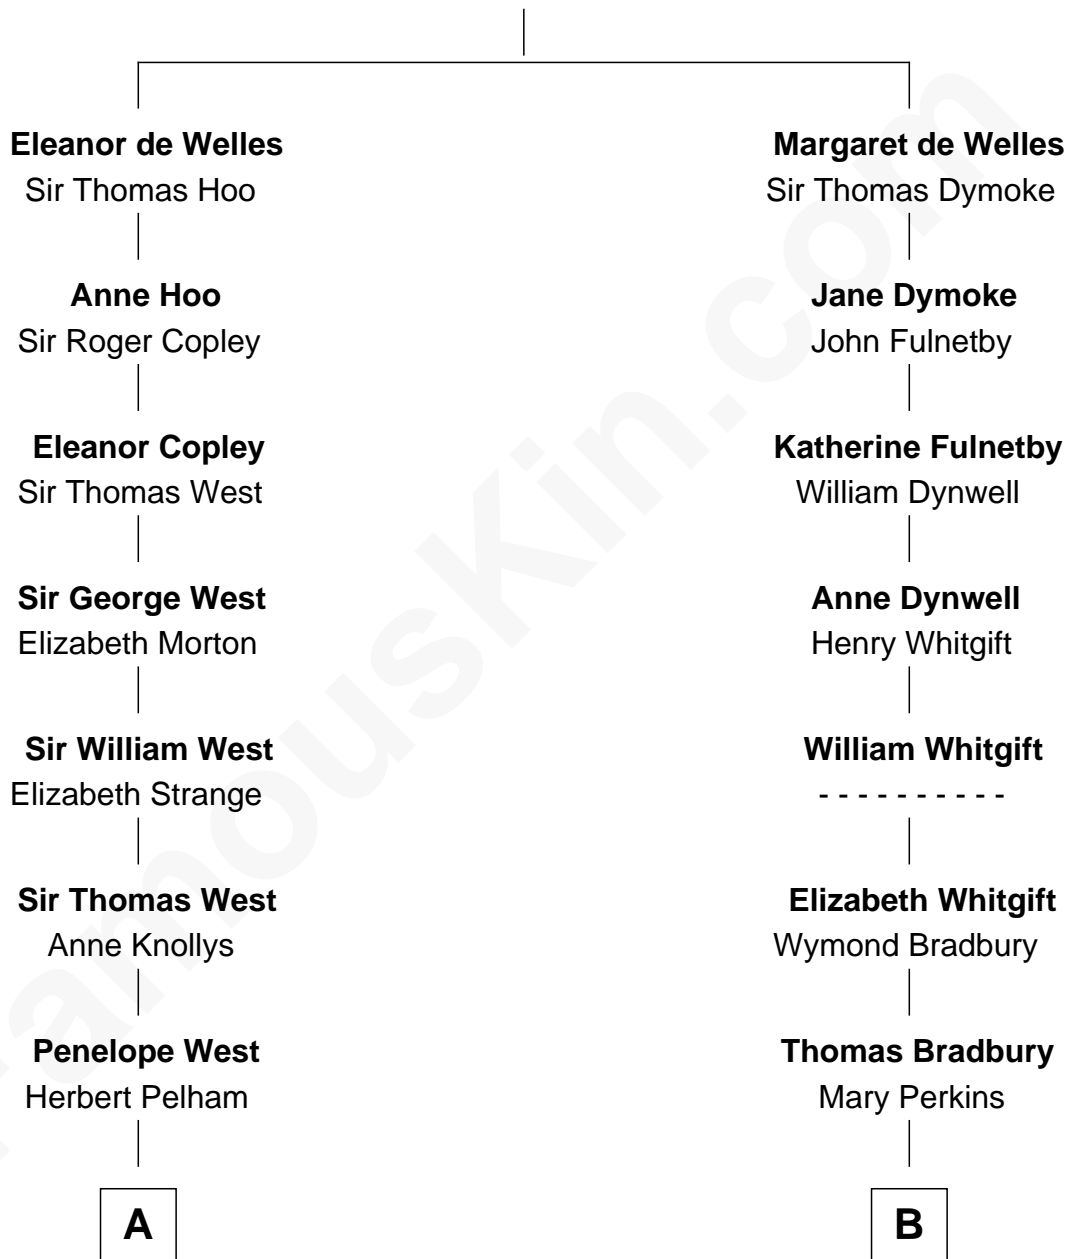 Eleanor de Welles
Sir Thomas Hoo
Anne Hoo
Sir Roger Copley
Eleanor Copley
Sir Thomas West
Sir George West
Elizabeth Morton
Sir William West
Elizabeth Strange
Sir Thomas West
Anne Knollys
Penelope West
Herbert Pelham
A
Margaret de Welles
Sir Thomas Dymoke
Jane Dymoke
John Fulnetby
Katherine Fulnetby
William Dynwell
Anne Dynwell
Henry Whitgift
William Whitgift
- - - - - - - - - -
Elizabeth Whitgift
Wymond Bradbury
Thomas Bradbury
Mary Perkins
B
FamousKin.com